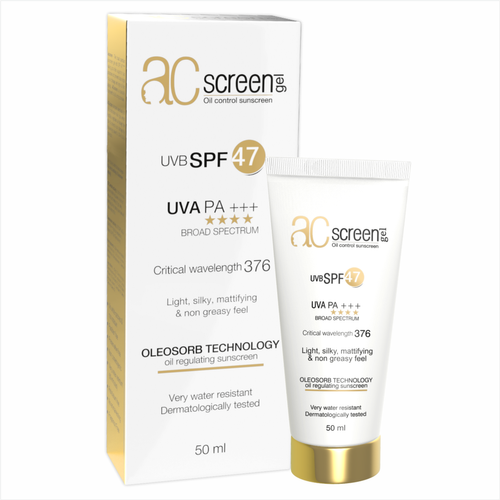 ac screen gel
Oil control sunscreen
UVB SPF 47
UVA PA +++
★★★★
BROAD SPECTRUM
Critical wavelength 376
Light, silky, mattifying
& non greasy feel
OLEOSORB TECHNOLOGY
oil regulating sunscreen
Very water resistant
Dermatologically tested
50 ml
ac screen gel
Oil control sunscreen
UVB SPF 47
UVA PA +++
★★★★
BROAD SPECTRUM
Critical wavelength 376
Light, silky, mattifying
& non greasy feel
OLEOSORB TECHNOLOGY
oil regulating sunscreen
Very water resistant
Dermatologically tested
50 ml